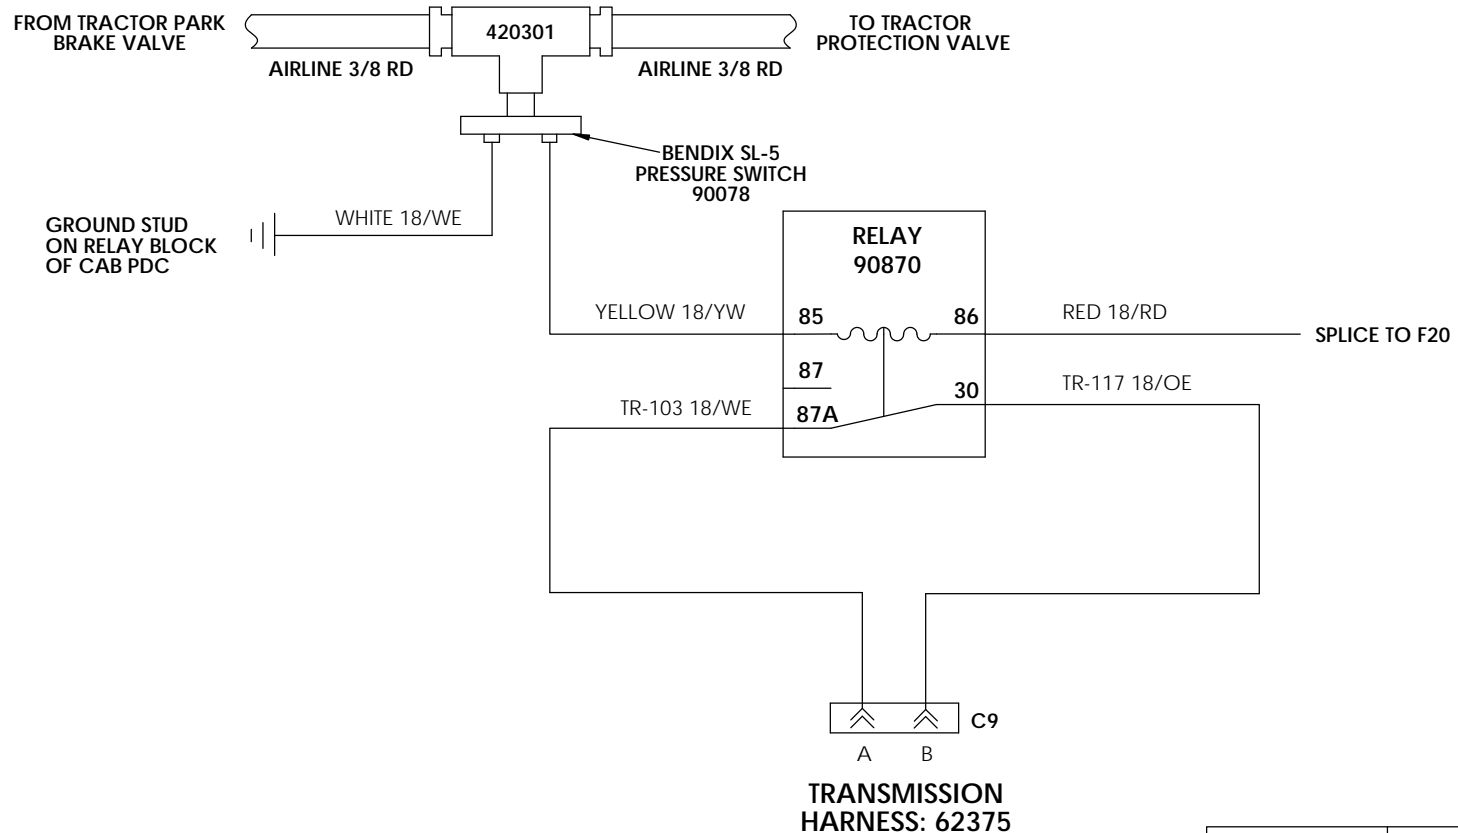 FROM TRACTOR PARK
BRAKE VALVE
420301
TO TRACTOR
PROTECTION VALVE
AIRLINE 3/8 RD
AIRLINE 3/8 RD
BENDIX SL-5
PRESSURE SWITCH
90078
GROUND STUD
ON RELAY BLOCK
OF CAB PDC
WHITE 18/WE
RELAY
90870
YELLOW 18/YW
85
86
RED 18/RD
SPLICE TO F20
87
30
TR-117 18/OE
TR-103 18/WE
87A
C9
A
B
TRANSMISSION
HARNESS: 62375